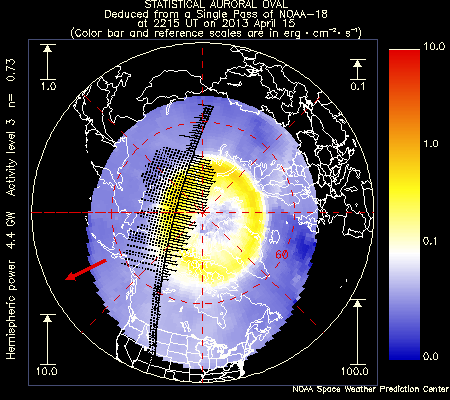 STATISTICAL AURORAL OVAL
Deduced from a Single Pass of NOAA-18
at 2215 UT on 2013 April 15
(Color bar and reference scales are in erg·cm⁻²·s⁻¹)
1.0
0.1
10.0
1.0
0.1
0.0
60
10.0
100.0
Hemispheric power 4.4 GW Activity level 3 n= 0.73
NOAA Space Weather Prediction Center